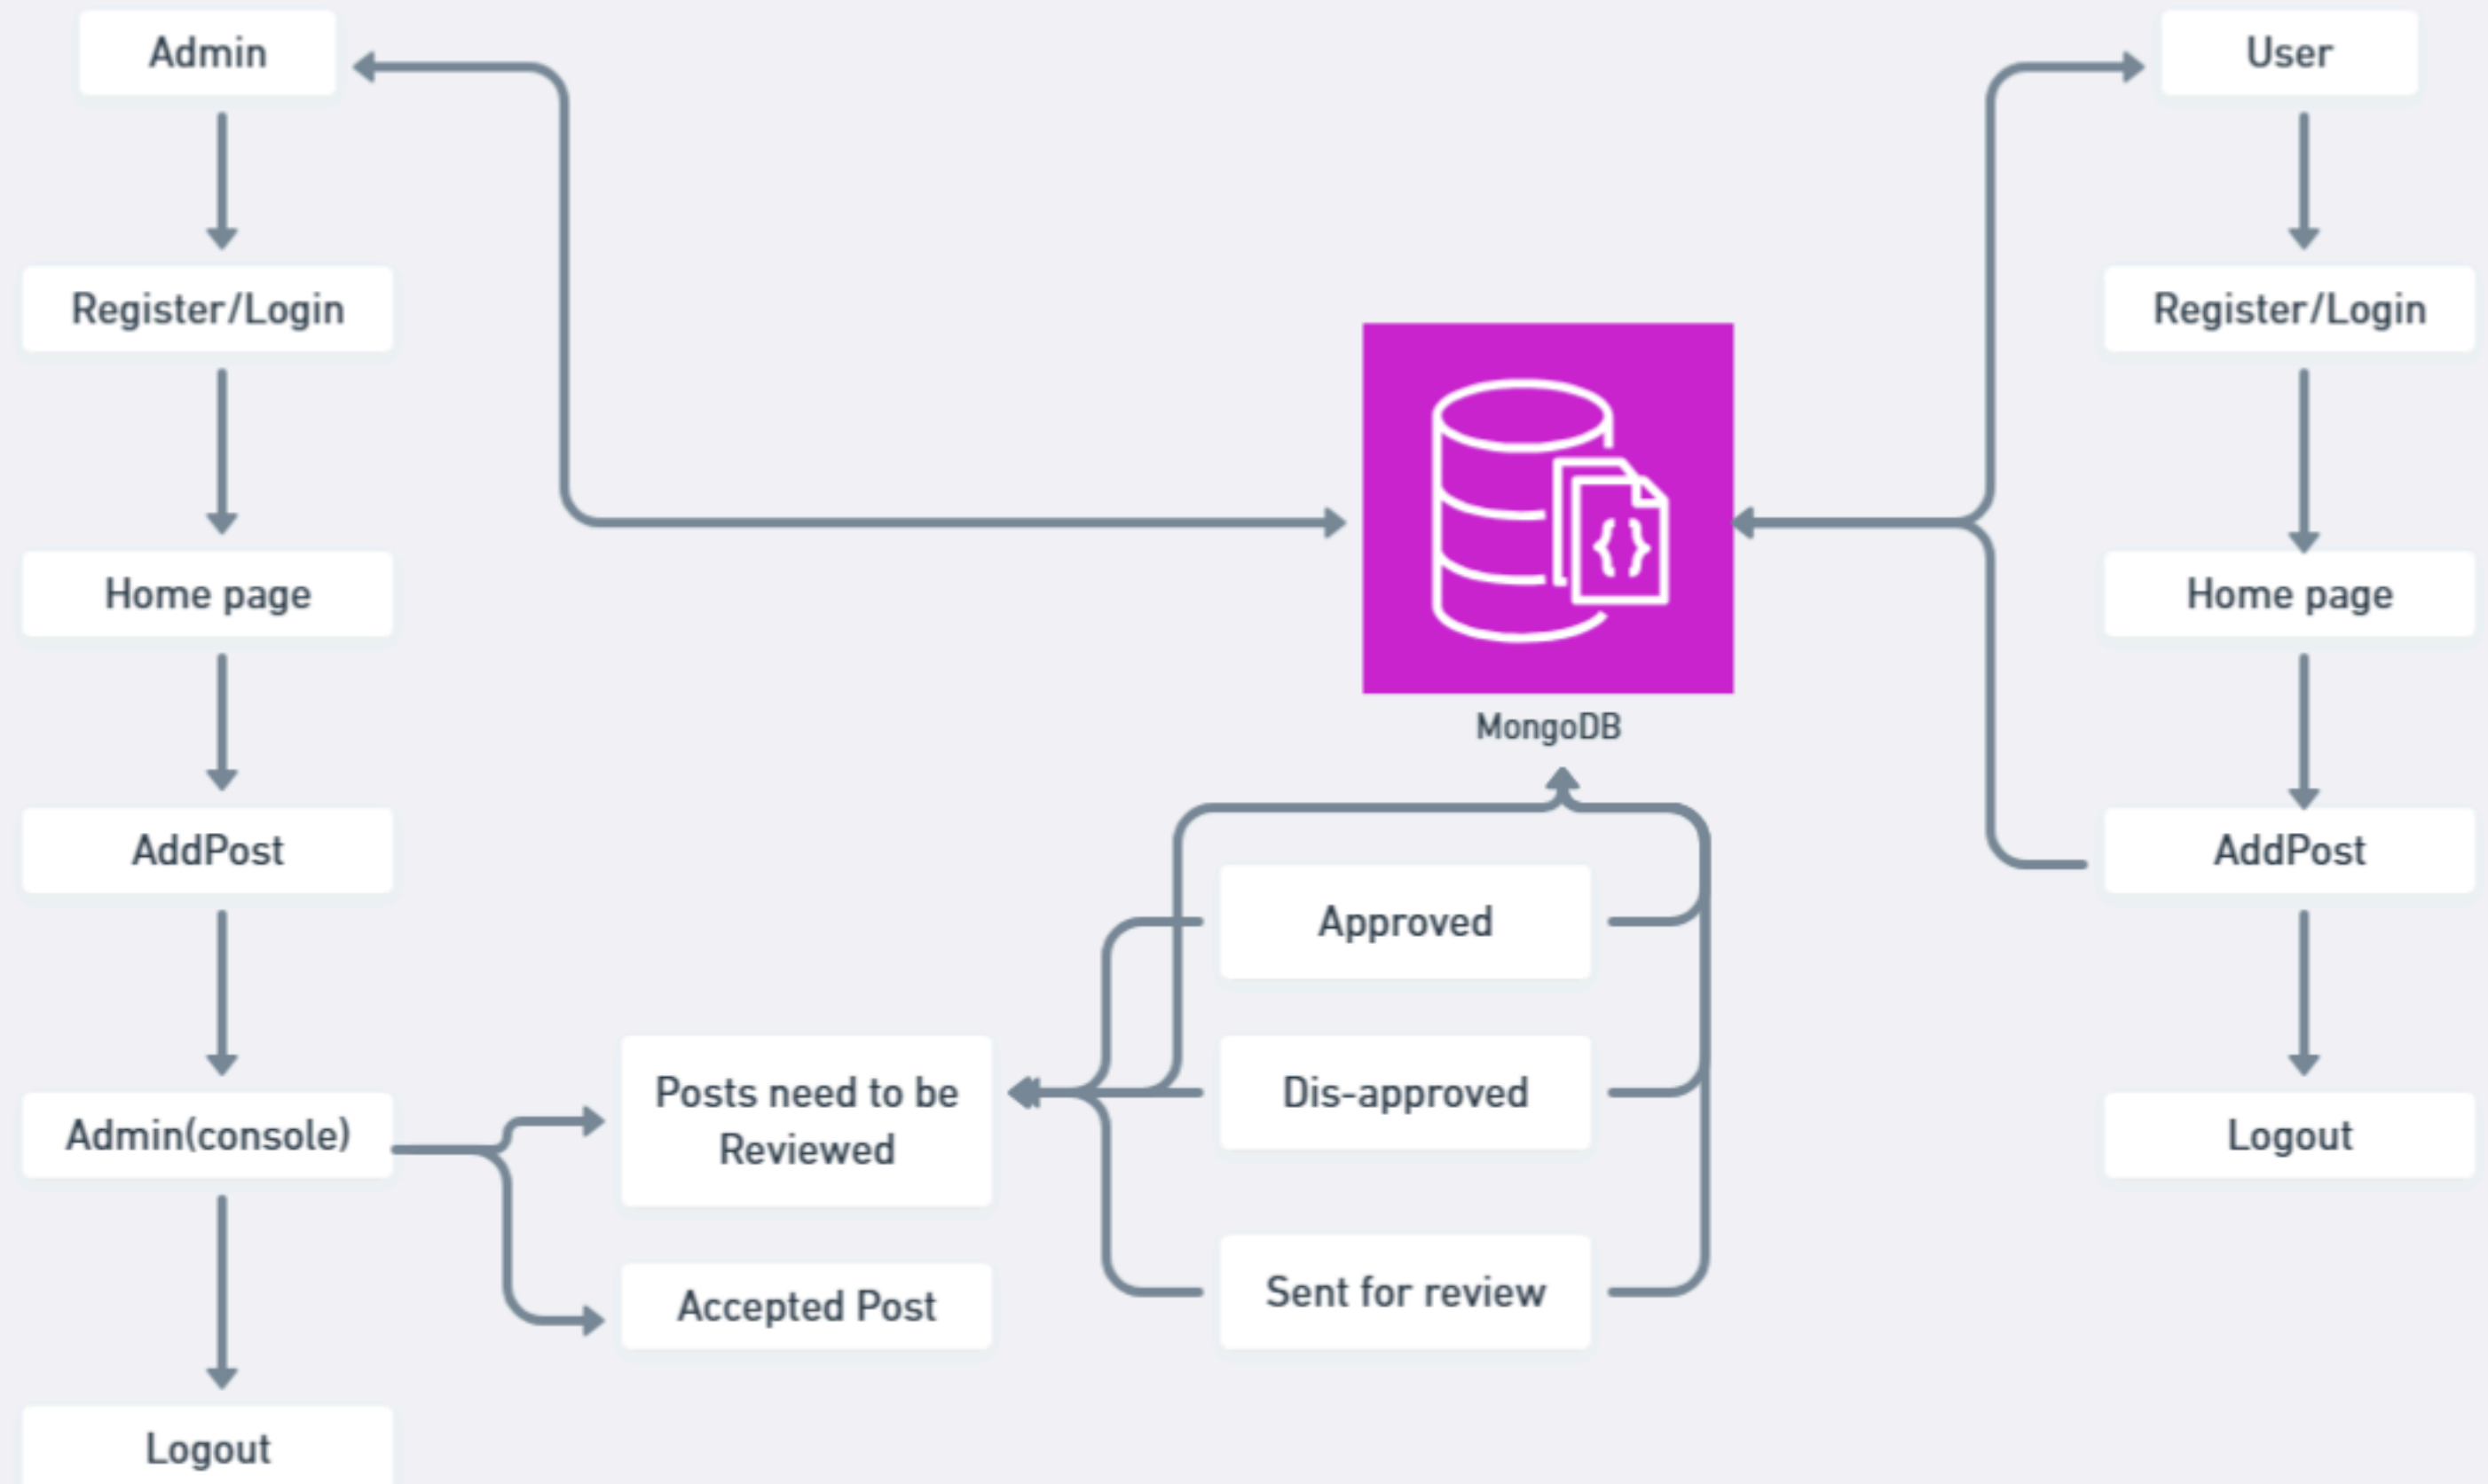 Admin
User
Register/Login
Register/Login
Home page
Home page
{}
MongoDB
AddPost
AddPost
Approved
Posts need to be
Reviewed
Dis-approved
Admin(console)
Logout
Accepted Post
Sent for review
Logout